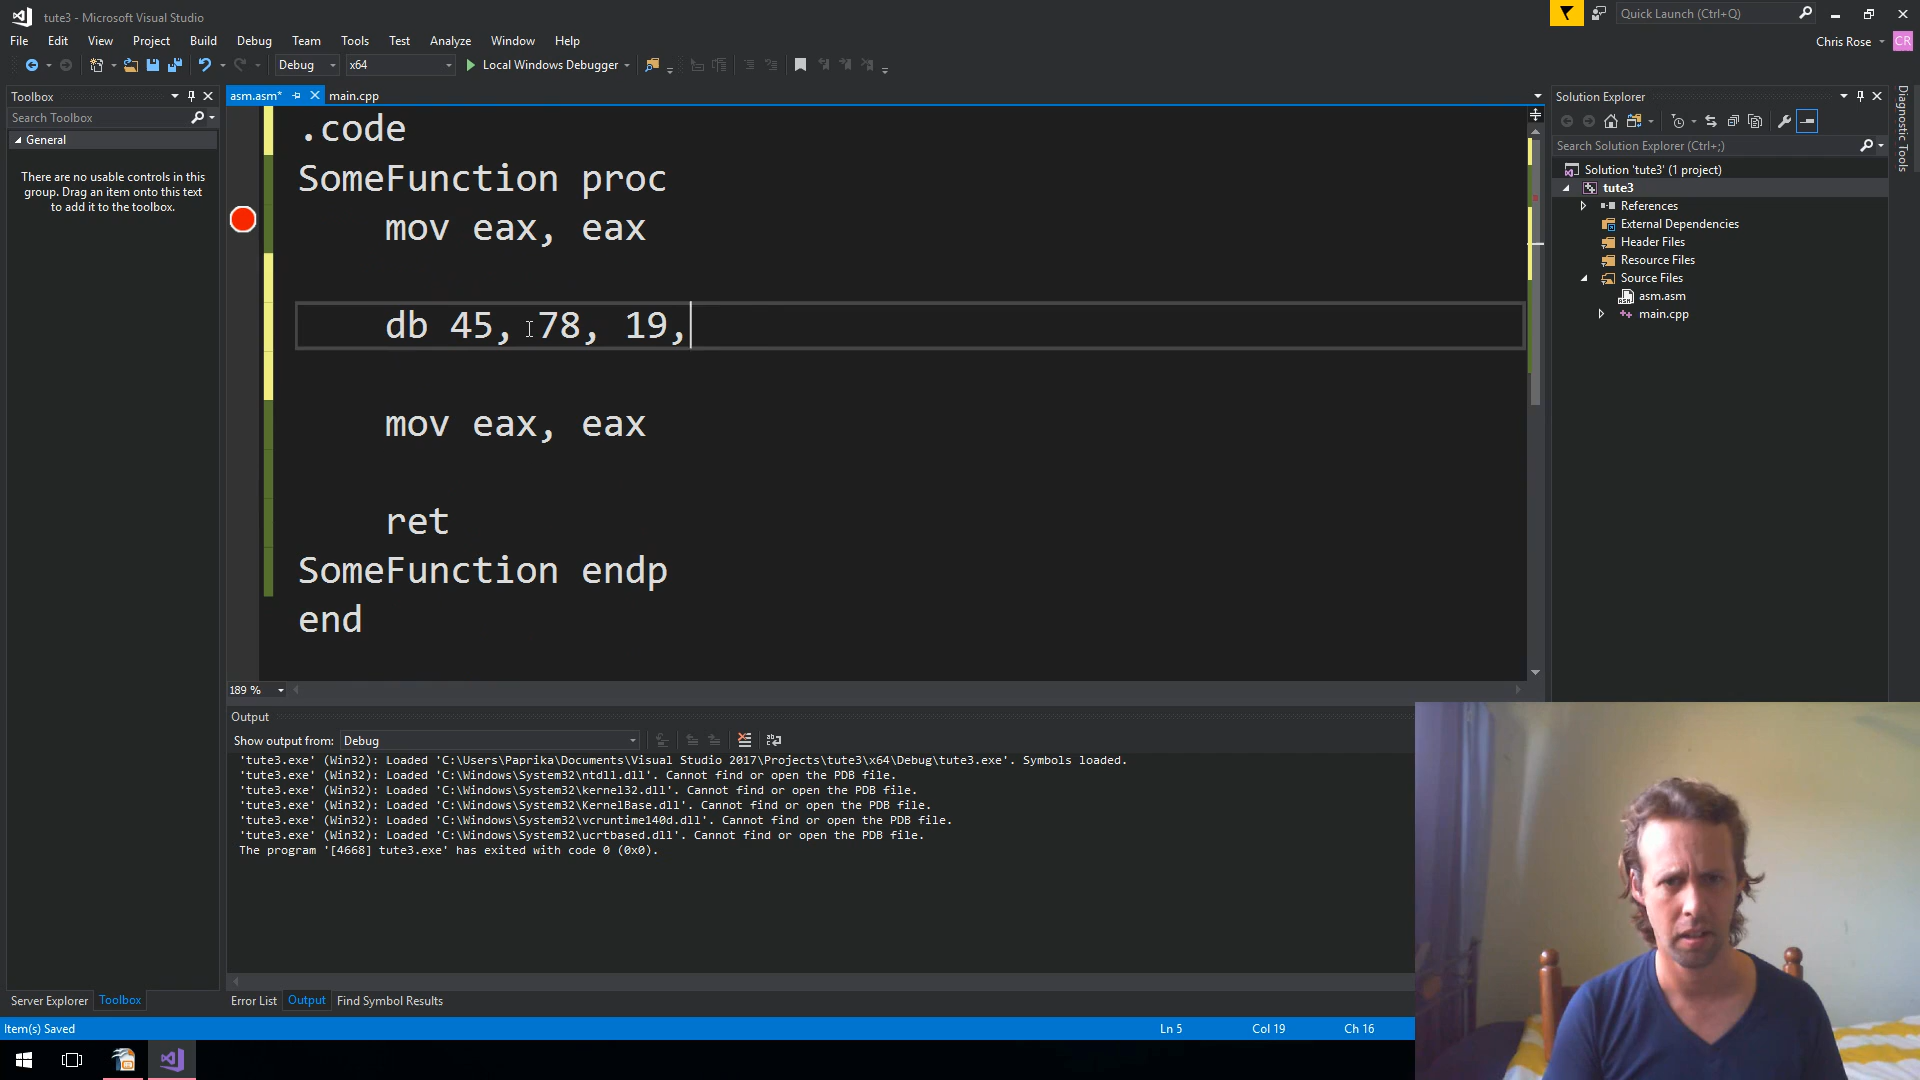 tute3 - Microsoft Visual Studio
Quick Launch (Ctrl+Q)
File Edit View Project Build Debug Team Tools Test Analyze Window Help
Chris Rose CR
Debug x64 Local Windows Debugger
Toolbox
Search Toolbox
General
There are no usable controls in this
group. Drag an item onto this text
to add it to the toolbox.
asm.asm* main.cpp
.code
SomeFunction proc
mov eax, eax
db 45, 78, 19,
mov eax, eax
ret
SomeFunction endp
end
189 %
Solution Explorer
Search Solution Explorer (Ctrl+;)
Solution 'tute3' (1 project)
tute3
References
External Dependencies
Header Files
Resource Files
Source Files
asm.asm
main.cpp
Diagnostic Tools
Output
Show output from: Debug
'tute3.exe' (Win32): Loaded 'C:\Users\Paprika\Documents\Visual Studio 2017\Projects\tute3\x64\Debug\tute3.exe'. Symbols loaded.
'tute3.exe' (Win32): Loaded 'C:\Windows\System32\ntdll.dll'. Cannot find or open the PDB file.
'tute3.exe' (Win32): Loaded 'C:\Windows\System32\kernel32.dll'. Cannot find or open the PDB file.
'tute3.exe' (Win32): Loaded 'C:\Windows\System32\KernelBase.dll'. Cannot find or open the PDB file.
'tute3.exe' (Win32): Loaded 'C:\Windows\System32\vcruntime140d.dll'. Cannot find or open the PDB file.
'tute3.exe' (Win32): Loaded 'C:\Windows\System32\ucrtbased.dll'. Cannot find or open the PDB file.
The program '[4668] tute3.exe' has exited with code 0 (0x0).
Server Explorer Toolbox
Error List Output Find Symbol Results
Item(s) Saved
Ln 5 Col 19 Ch 16